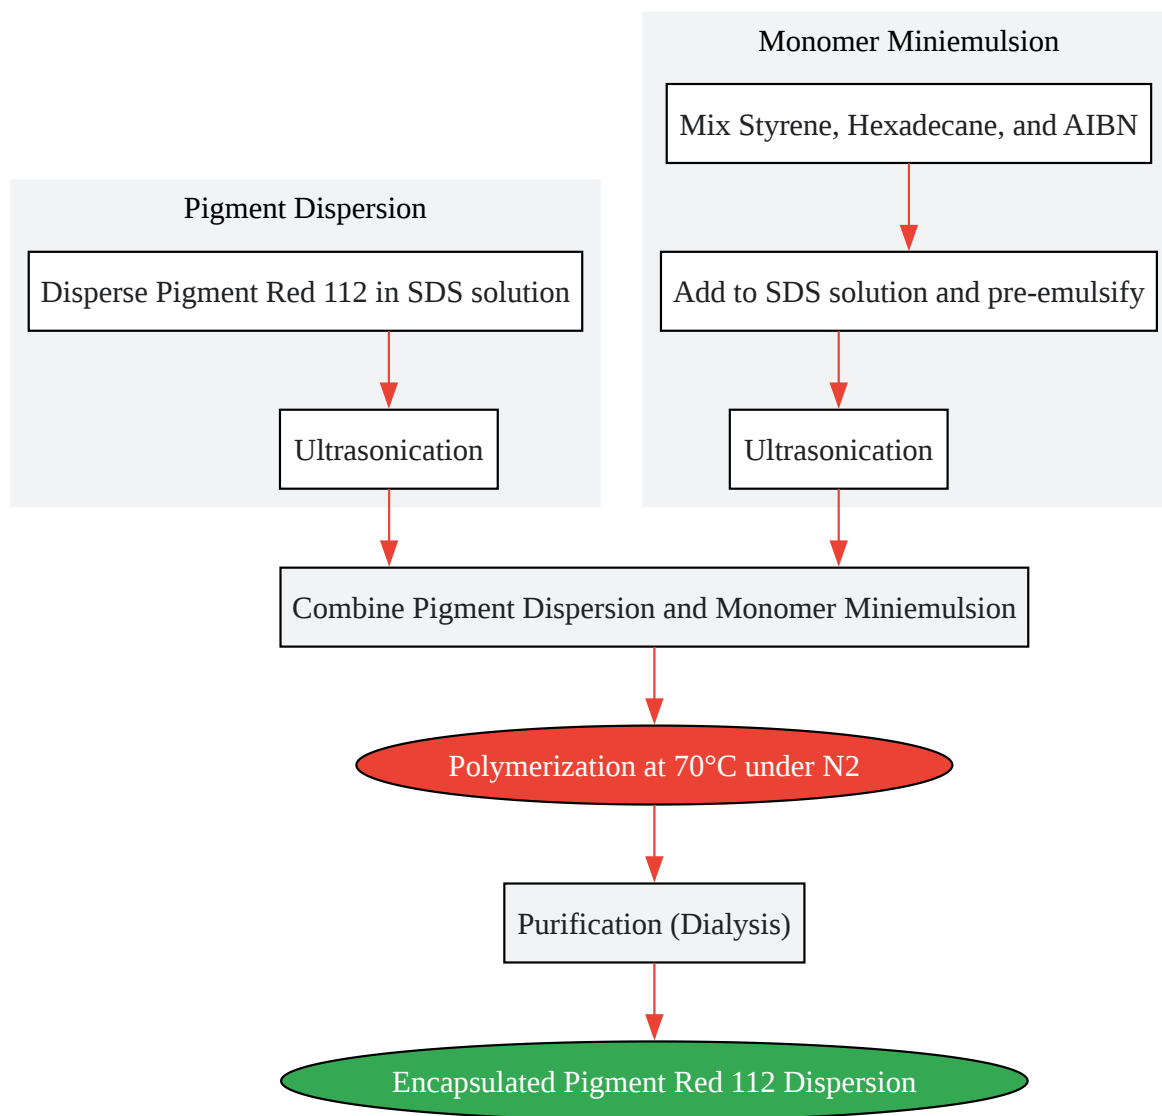 Monomer Miniemulsion
Mix Styrene, Hexadecane, and AIBN
Pigment Dispersion
Disperse Pigment Red 112 in SDS solution
Add to SDS solution and pre-emulsify
Ultrasonication
Ultrasonication
Combine Pigment Dispersion and Monomer Miniemulsion
Polymerization at 70°C under N2
Purification (Dialysis)
Encapsulated Pigment Red 112 Dispersion